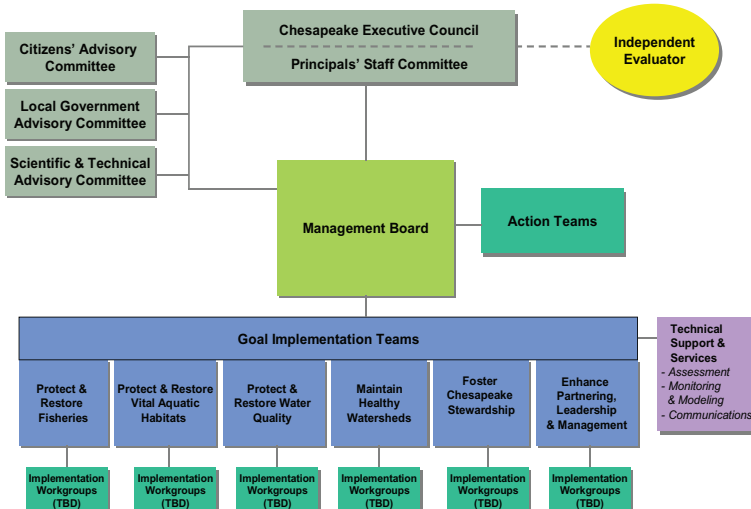 Chesapeake Executive Council
Principals' Staff Committee
Independent
Evaluator
Citizens' Advisory
Committee
Local Government
Advisory Committee
Scientific & Technical
Advisory Committee
Management Board
Action Teams
Goal Implementation Teams
Technical
Support &
Services
- Assessment
- Monitoring
& Modeling
- Communications
Protect &
Restore
Fisheries
Protect & Restore
Vital Aquatic
Habitats
Protect &
Restore Water
Quality
Maintain
Healthy
Watersheds
Foster
Chesapeake
Stewardship
Enhance
Partnering,
Leadership
& Management
Implementation
Workgroups
(TBD)
Implementation
Workgroups
(TBD)
Implementation
Workgroups
(TBD)
Implementation
Workgroups
(TBD)
Implementation
Workgroups
(TBD)
Implementation
Workgroups
(TBD)